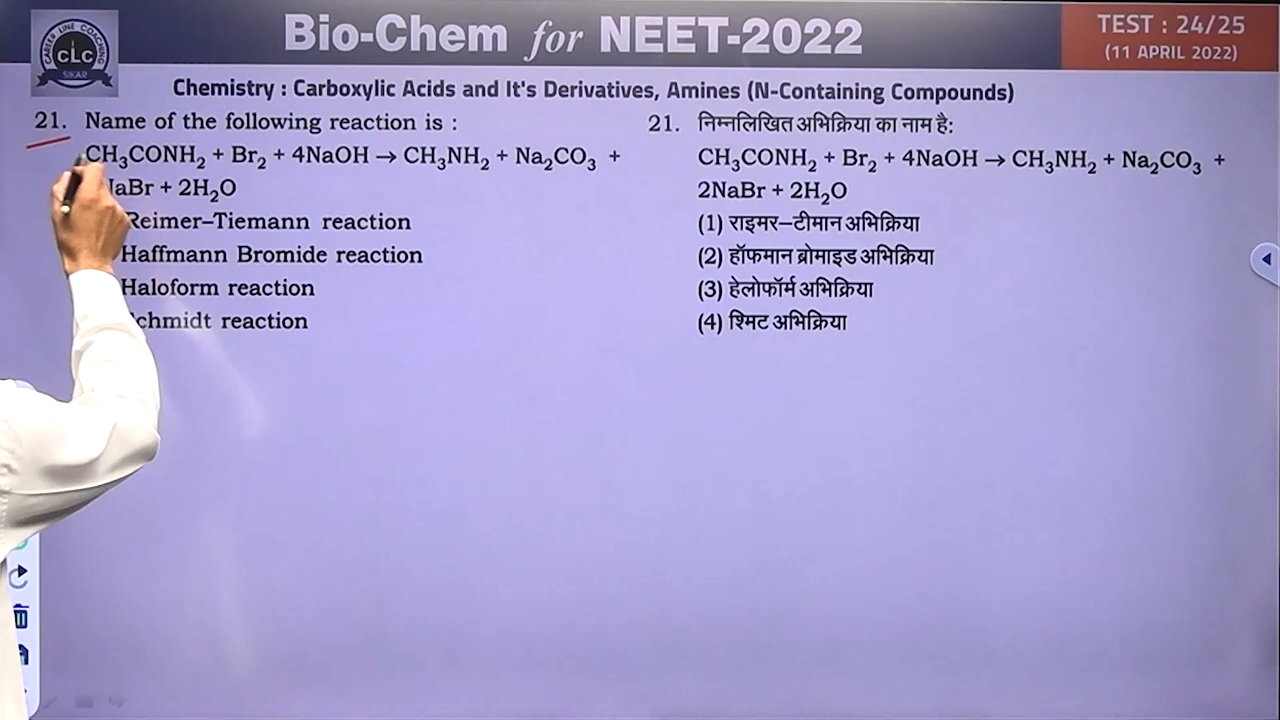 Bio-Chem for NEET-2022
TEST : 24/25
(11 APRIL 2022)
CAREER LINE COACHING
CLC
SIKAR
Chemistry : Carboxylic Acids and It's Derivatives, Amines (N-Containing Compounds)
21. Name of the following reaction is :
CH₃CONH₂ + Br₂ + 4NaOH → CH₃NH₂ + Na₂CO₃ +
NaBr + 2H₂O
Reimer–Tiemann reaction
Haffmann Bromide reaction
Haloform reaction
Schmidt reaction
21. निम्नलिखित अभिक्रिया का नाम है:
CH₃CONH₂ + Br₂ + 4NaOH → CH₃NH₂ + Na₂CO₃ +
2NaBr + 2H₂O
(1) राइमर–टीमान अभिक्रिया
(2) हॉफमान ब्रोमाइड अभिक्रिया
(3) हेलोफॉर्म अभिक्रिया
(4) श्मिट अभिक्रिया